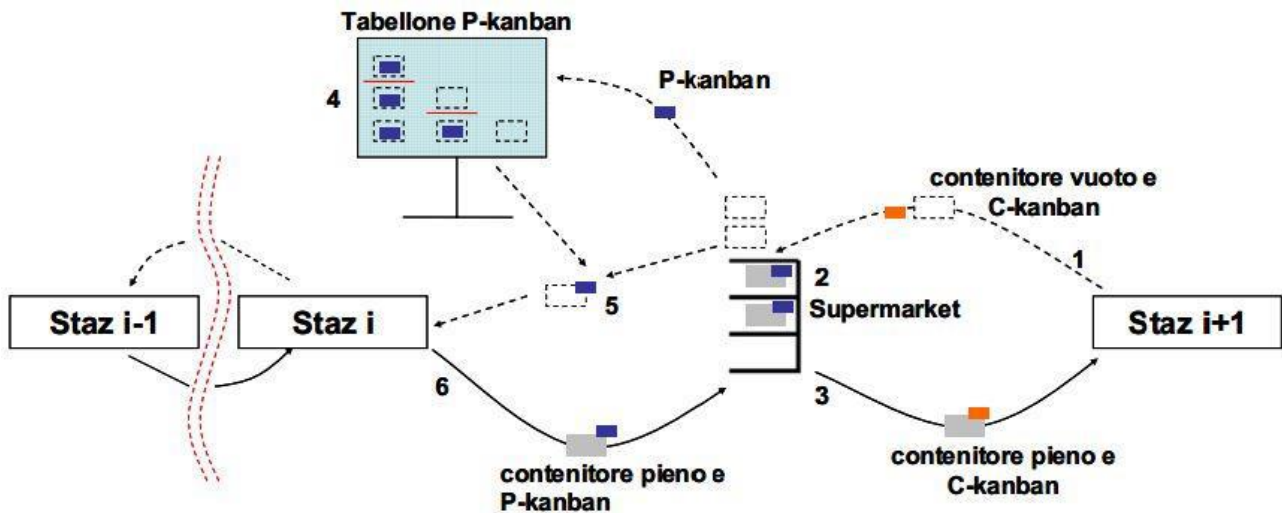 Tabellone P-kanban
4
P-kanban
contenitore vuoto e
C-kanban
1
2
5
Supermarket
Staz i-1
Staz i
Staz i+1
6
3
contenitore pieno e
P-kanban
contenitore pieno e
C-kanban